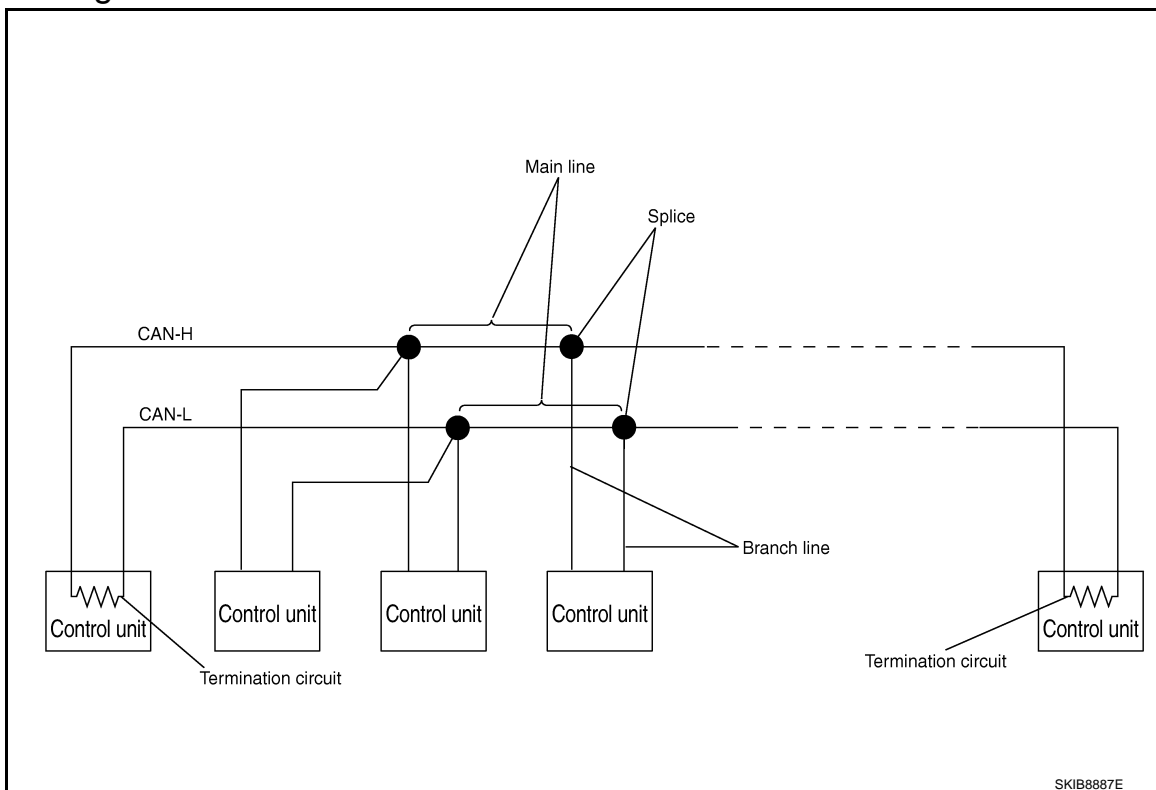 Main line
Splice
CAN-H
CAN-L
Branch line
Control unit
Control unit
Control unit
Control unit
Control unit
Termination circuit
Termination circuit
SKIB8887E